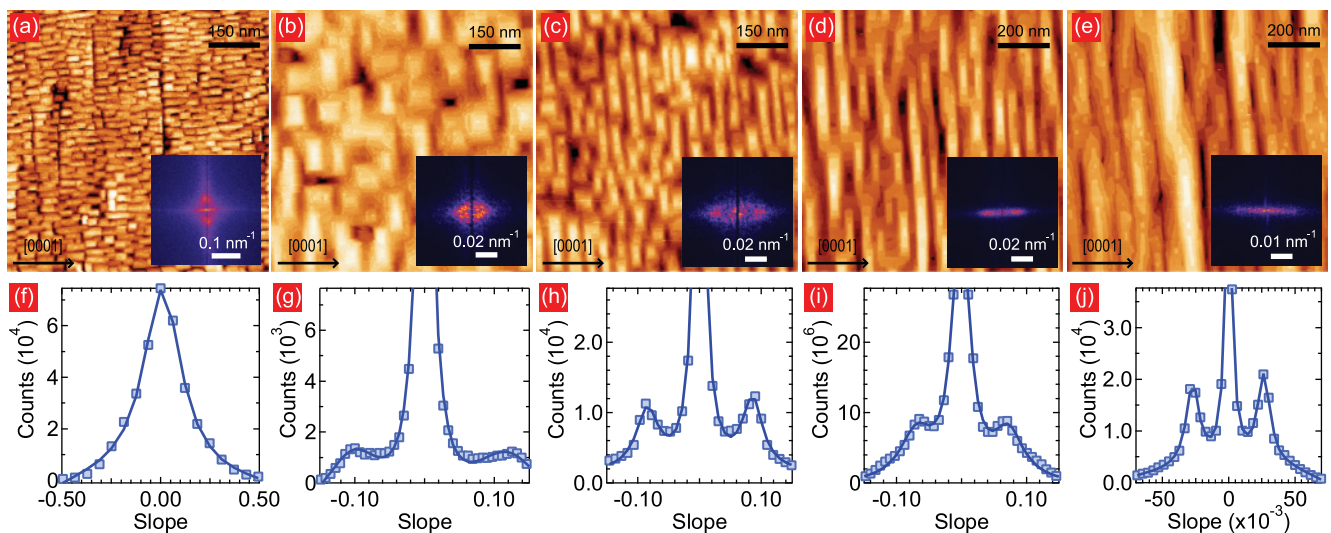 (a)
150 nm
[0001]
0.1 nm⁻¹
(b)
150 nm
0.02 nm⁻¹
(c)
150 nm
[0001]
0.02 nm⁻¹
(d)
200 nm
[0001]
0.02 nm⁻¹
(e)
200 nm
[0001]
0.01 nm⁻¹
(f)
Counts (10⁴)
6
4
2
0
-0.50
0.00
0.50
Slope
(g)
Counts (10³)
6
4
2
0
-0.10
0.10
Slope
(h)
Counts (10⁴)
2.0
1.0
0.0
-0.10
0.10
Slope
(i)
Counts (10⁶)
20
10
0
-0.10
0.10
Slope
(j)
Counts (10⁴)
3.0
2.0
1.0
0.0
-50
0
50
Slope (x10⁻³)